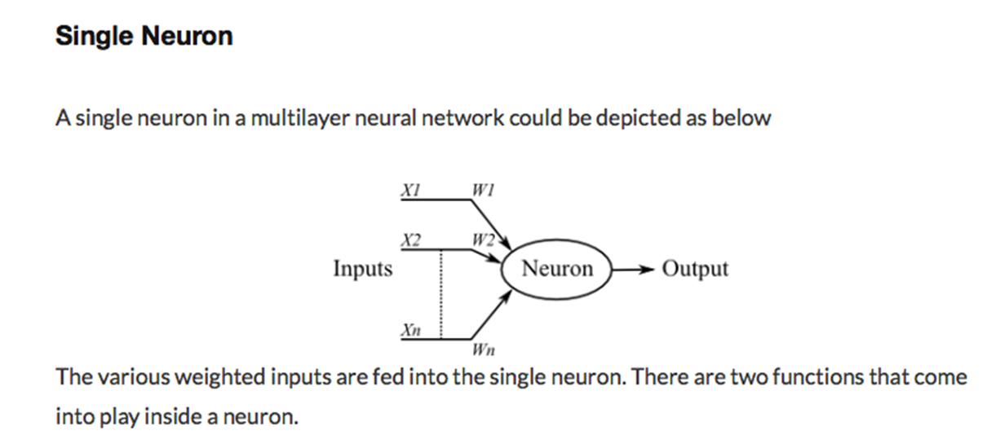 Single Neuron
A single neuron in a multilayer neural network could be depicted as below
X1 W1
X2 W2
Inputs Neuron Output
Xn
Wn
The various weighted inputs are fed into the single neuron. There are two functions that come
into play inside a neuron.